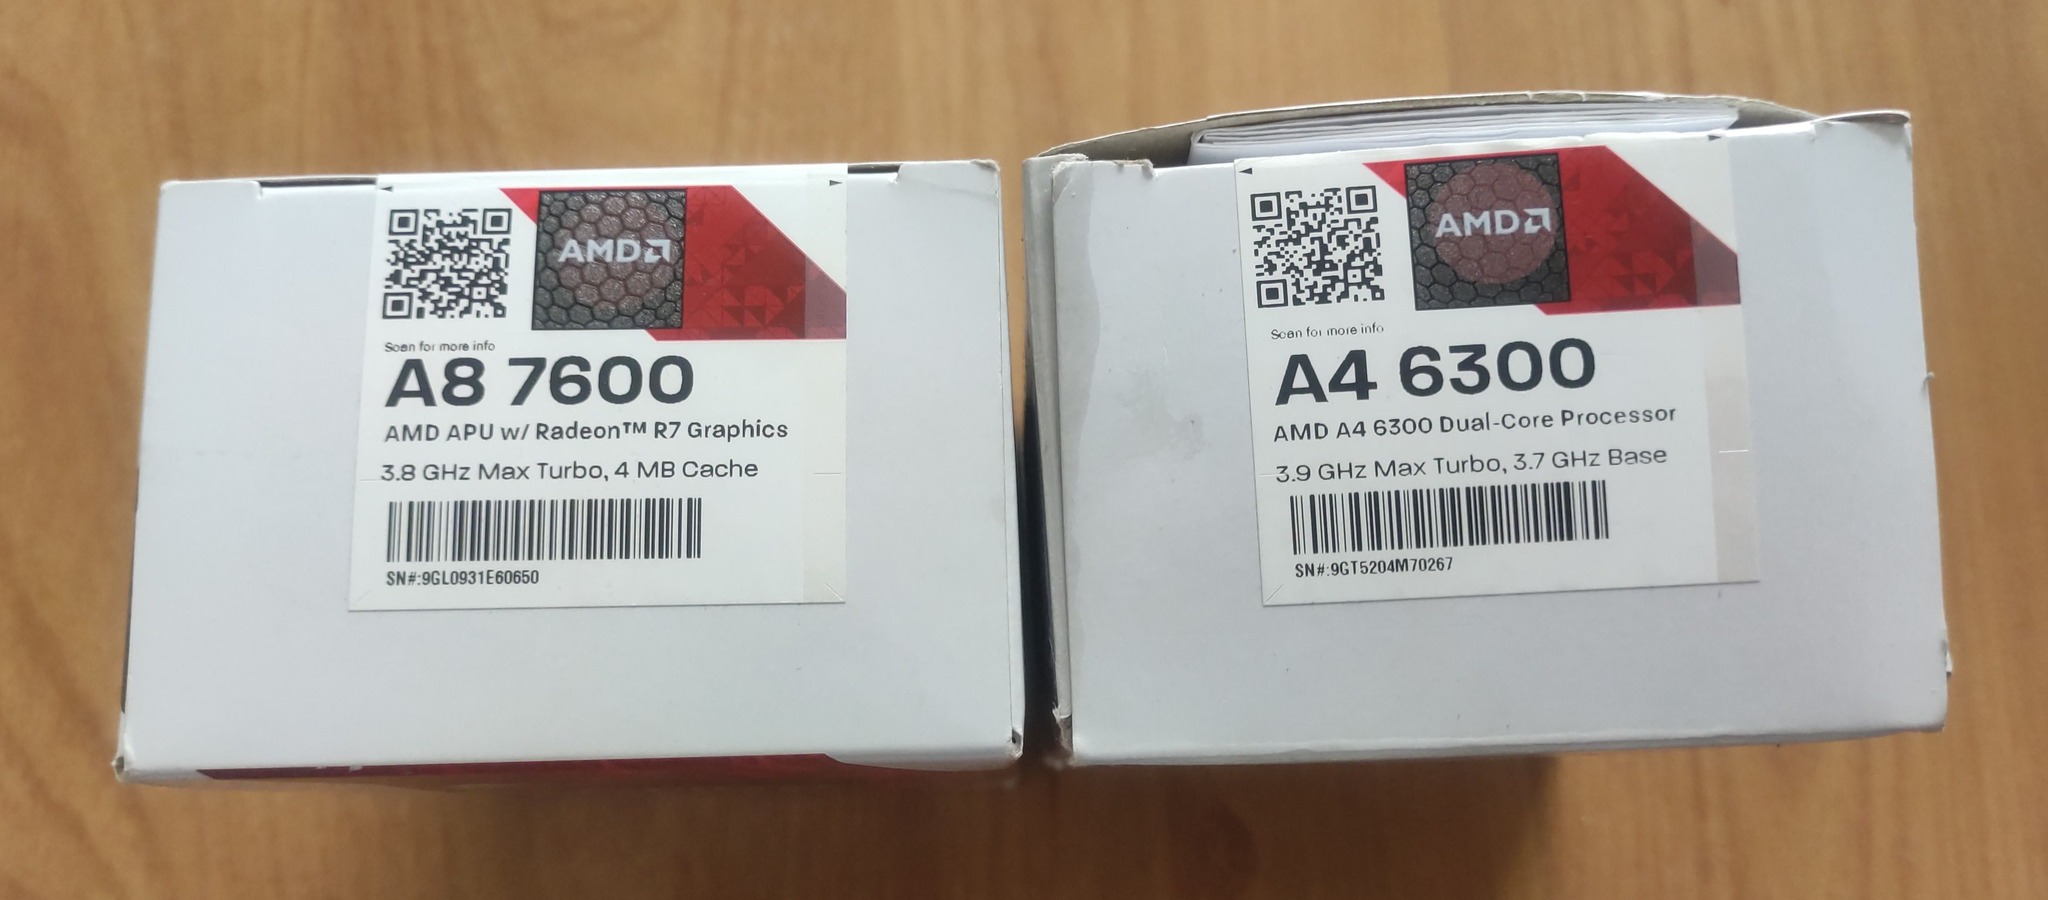 AMD
Scan for more info
A8 7600
AMD APU w/ Radeon™ R7 Graphics
3.8 GHz Max Turbo, 4 MB Cache
SN#:9GL0931E60650
AMD
Scan for more info
A4 6300
AMD A4 6300 Dual-Core Processor
3.9 GHz Max Turbo, 3.7 GHz Base
SN#:9GT5204M70267